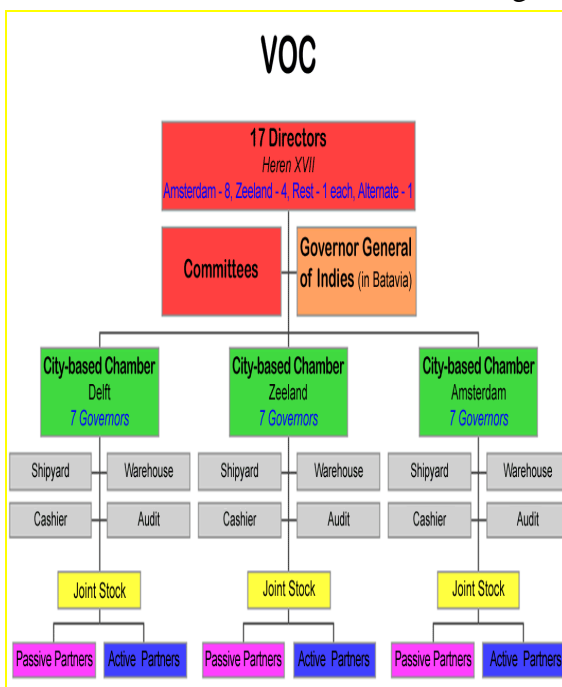 VOC
17 Directors
Heren XVII
Amsterdam - 8, Zeeland - 4, Rest - 1 each, Alternate - 1
Committees
Governor General
of Indies (in Batavia)
City-based Chamber
Delft
7 Governors
City-based Chamber
Zeeland
7 Governors
City-based Chamber
Amsterdam
7 Governors
Shipyard
Warehouse
Shipyard
Warehouse
Shipyard
Warehouse
Cashier
Audit
Cashier
Audit
Cashier
Audit
Joint Stock
Joint Stock
Joint Stock
Passive Partners
Active Partners
Passive Partners
Active Partners
Passive Partners
Active Partners